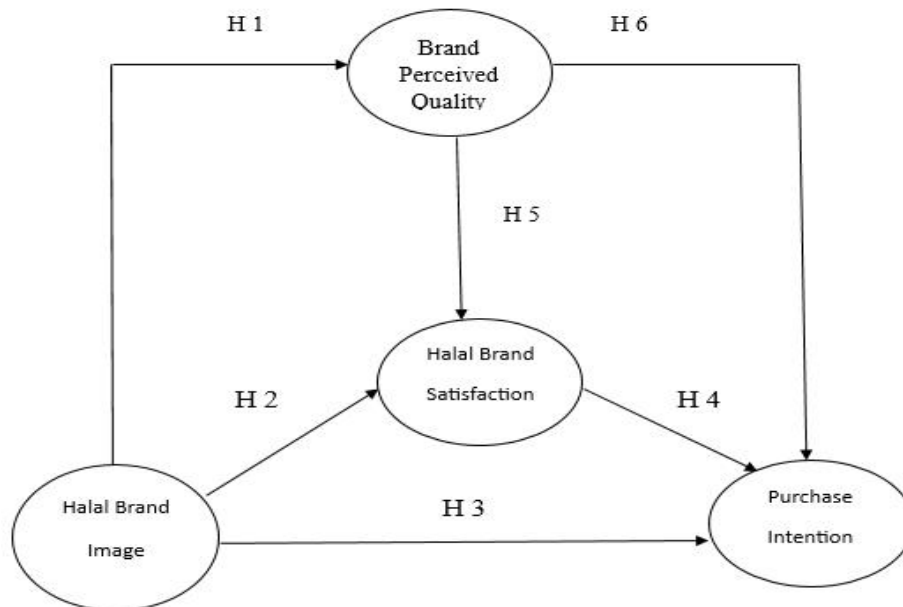 H 1
H 6
Brand
Perceived
Quality
H 5
Halal Brand
Satisfaction
H 2
H 4
Halal Brand
Image
H 3
Purchase
Intention